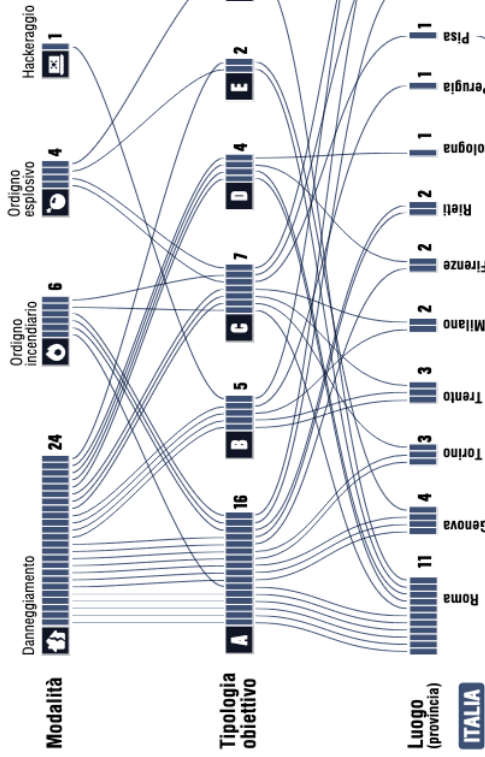 Modalità
Danneggiamento
24
Ordigno
incendiario
6
Ordigno
esplosivo
4
Hackeraggio
1
Tipologia
obiettivo
A
16
B
5
C
7
D
4
E
2
Luogo
(provincia)
ITALIA
Roma
11
Genova
4
Torino
3
Trento
3
Milano
2
Firenze
2
Rieti
2
ologna
1
Perugia
1
Pisa
1